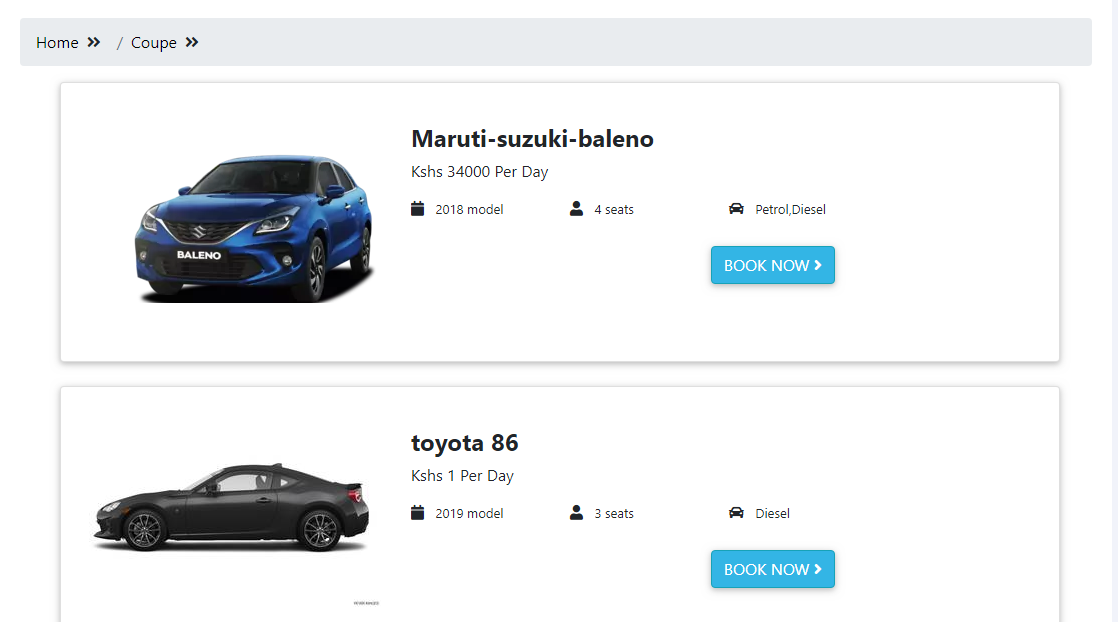 Home / Coupe
Maruti-suzuki-baleno
Kshs 34000 Per Day
2018 model 4 seats Petrol,Diesel
BALENO
BOOK NOW
toyota 86
Kshs 1 Per Day
2019 model 3 seats Diesel
BOOK NOW